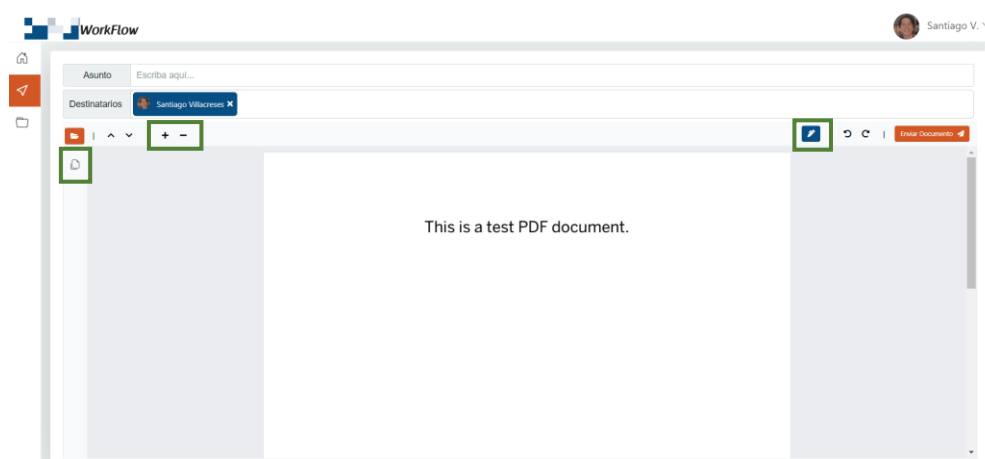 WorkFlow
Santiago V.
Asunto Escriba aquí...
Destinatarios Santiago Villacreses ×
Enviar Documento
This is a test PDF document.